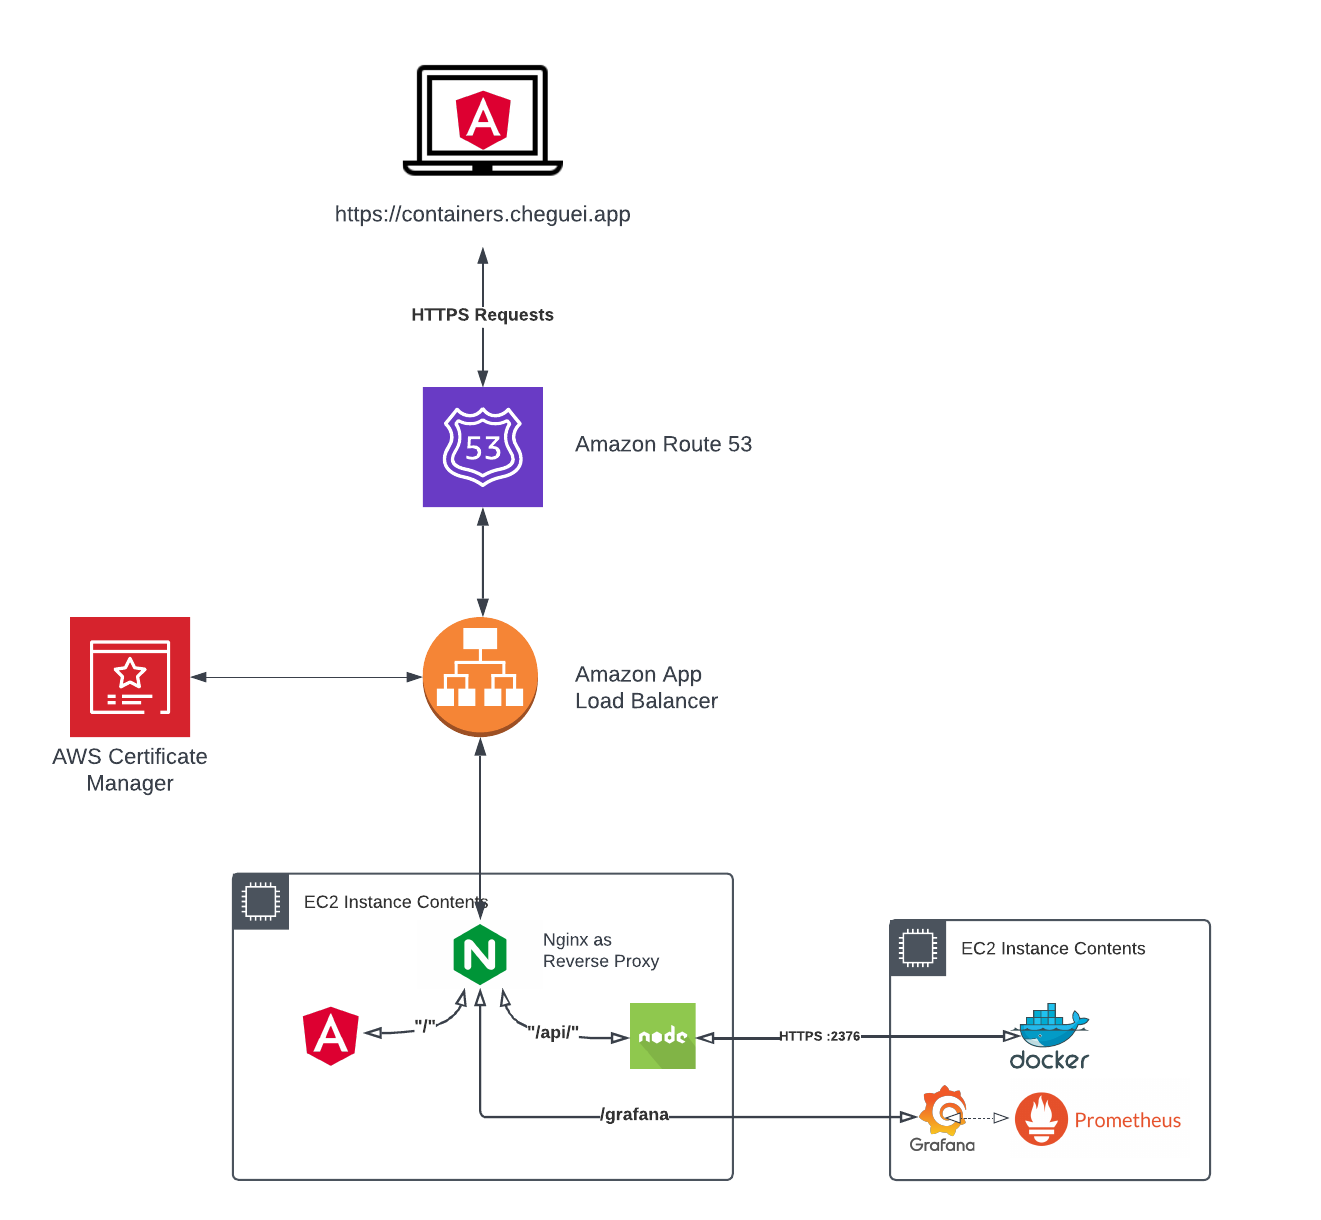 https://containers.cheguei.app
HTTPS Requests
53
Amazon Route 53
Amazon App
Load Balancer
AWS Certificate
Manager
EC2 Instance Contents
Nginx as
Reverse Proxy
EC2 Instance Contents
"/"
"/api/"
node
HTTPS :2376
docker
/grafana
Grafana
Prometheus